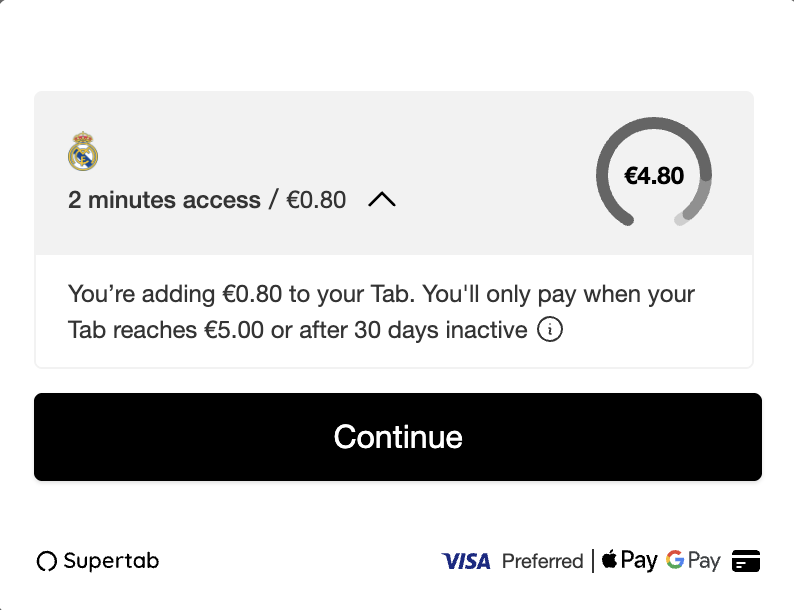 2 minutes access / €0.80
€4.80
You’re adding €0.80 to your Tab. You'll only pay when your
Tab reaches €5.00 or after 30 days inactive i
Continue
Supertab
VISA Preferred | Pay G Pay